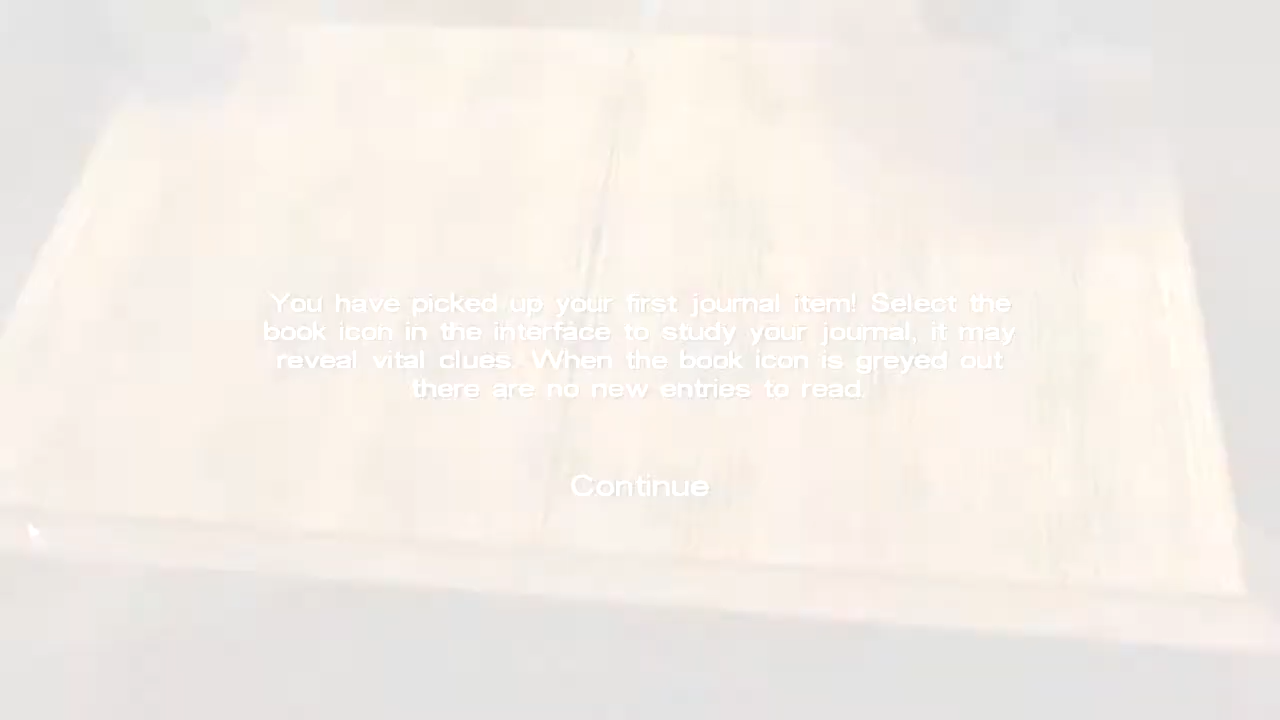 You have picked up your first journal item! Select the
book icon in the interface to study your journal, it may
reveal vital clues. When the book icon is greyed out
there are no new entries to read.
Continue